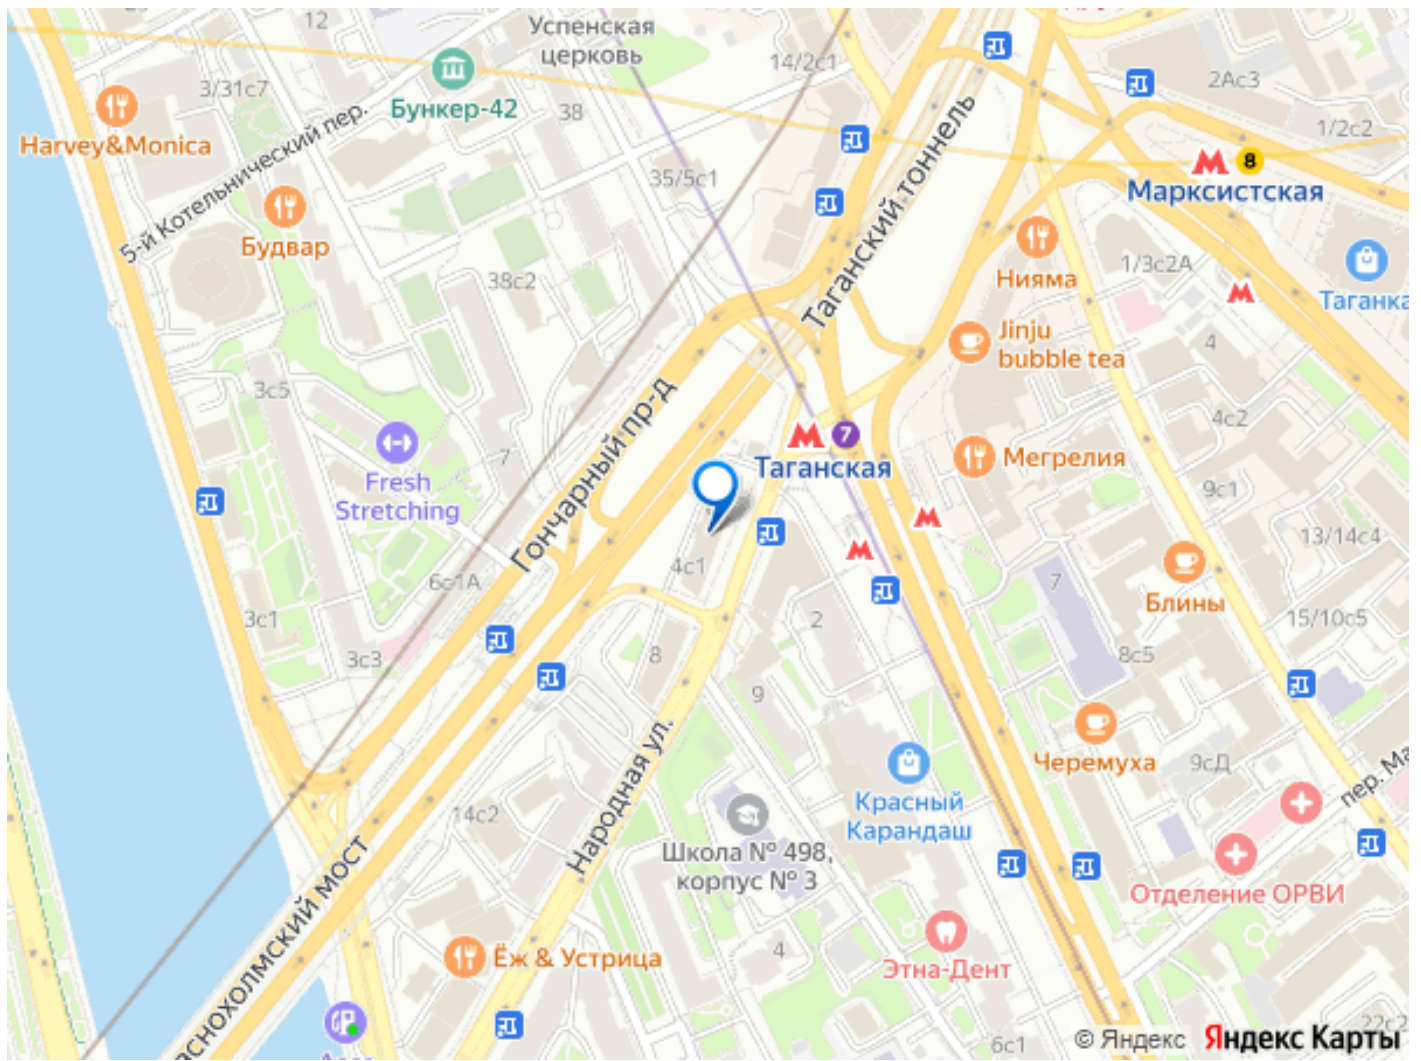 Успенская
церковь
12
14/2с1
2Ас3
3/31с7
Бункер-42
38
1/2с2
Harvey&Monica
5-й Котельнический пер.
35/5с1
Таганский тоннель
8
Марксистская
Будвар
38с2
Нияма
1/3с2А
Таганка
Jinju
bubble tea
4
3с5
4с2
Гончарный пр-д
7
Таганская
Мегрелия
7
Fresh
Stretching
9с1
13/14с4
4с1
6с1А
7
Блины
3с1
2
15/10с5
3с3
8
8с5
9
Черемуха
9сД
пер. Ма
Народная ул.
Красный
Карандаш
14с2
Школа № 498,
корпус № 3
Отделение ОРВИ
аснохолмский мост
Ёж & Устрица
4
Этна-Дент
6с1
22с2
© Яндекс Яндекс Карты